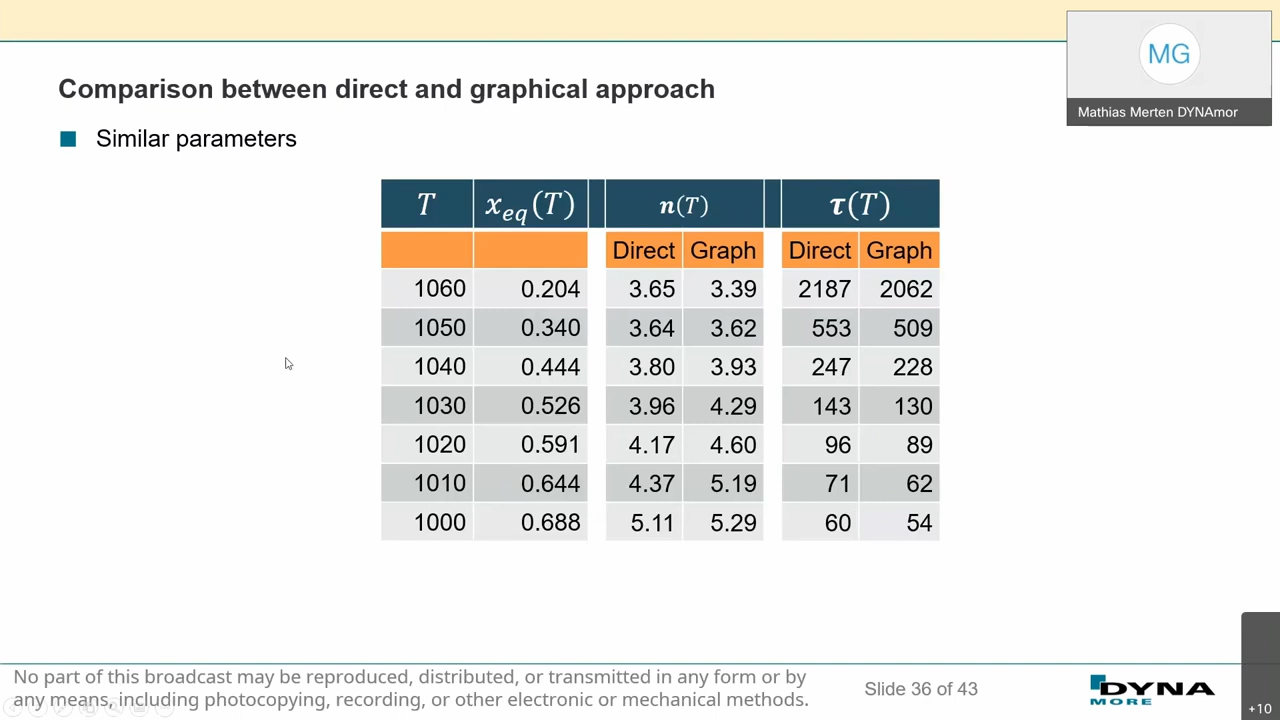 MG
Mathias Merten DYNAmor
Comparison between direct and graphical approach
Similar parameters
T x_eq(T) n(T) τ(T)
Direct Graph Direct Graph
1060 0.204 3.65 3.39 2187 2062
1050 0.340 3.64 3.62 553 509
1040 0.444 3.80 3.93 247 228
1030 0.526 3.96 4.29 143 130
1020 0.591 4.17 4.60 96 89
1010 0.644 4.37 5.19 71 62
1000 0.688 5.11 5.29 60 54
No part of this broadcast may be reproduced, distributed, or transmitted in any form or by
any means, including photocopying, recording, or other electronic or mechanical methods.
Slide 36 of 43
DYNA
MORE
+10